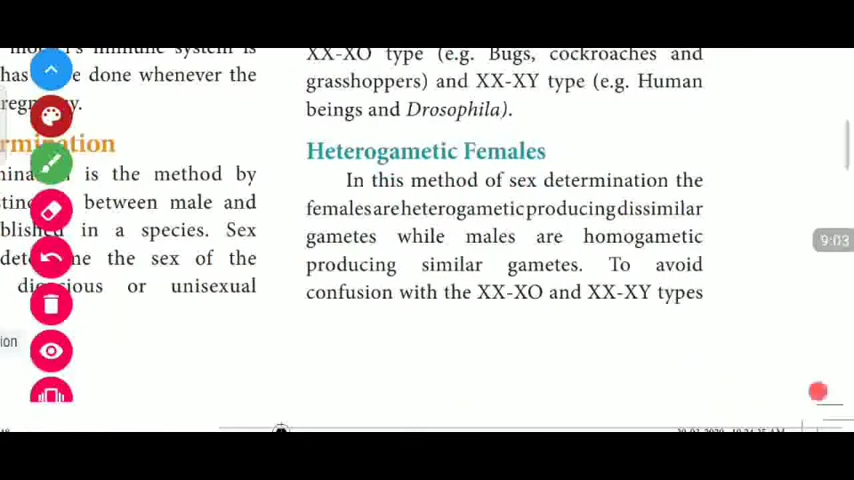 is
has done whenever the
is the method by
between male and
in a species. Sex
the sex of the
or unisexual
ion
XX-XO type (e.g. Bugs, cockroaches and
grasshoppers) and XX-XY type (e.g. Human
beings and Drosophila).
Heterogametic Females
In this method of sex determination the
females are heterogametic producing dissimilar
gametes while males are homogametic
producing similar gametes. To avoid
confusion with the XX-XO and XX-XY types
9:03